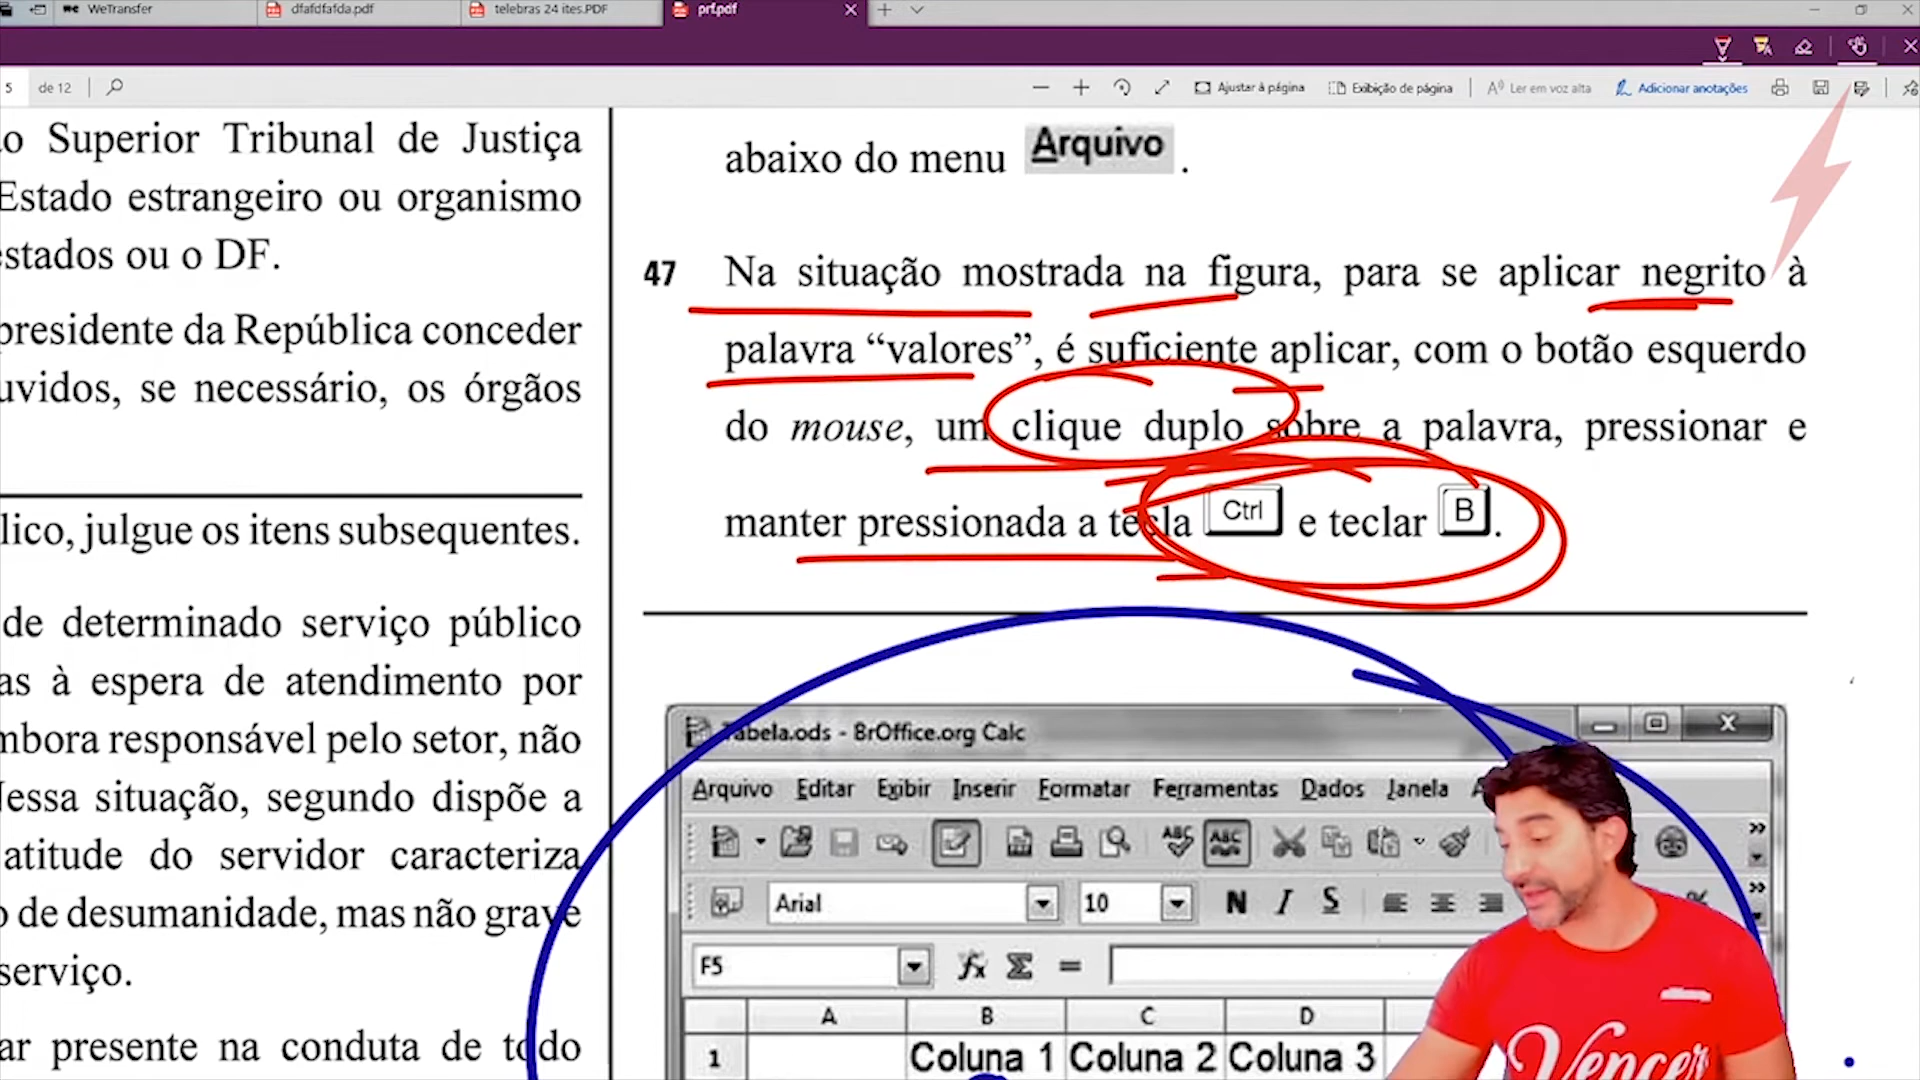 WeTransfer
dfafdfafda.pdf
telebras 24 ites.PDF
prf.pdf
5 de 12
Ajustar à página
Exibição de página
Ler em voz alta
Adicionar anotações
Superior Tribunal de Justiça
Estado estrangeiro ou organismo
estados ou o DF.
presidente da República conceder
uvidos, se necessário, os órgãos
lico, julgue os itens subsequentes.
de determinado serviço público
as à espera de atendimento por
mbora responsável pelo setor, não
essa situação, segundo dispõe a
atitude do servidor caracteriza
o de desumanidade, mas não grave
serviço.
ar presente na conduta de todo
abaixo do menu Arquivo.
47 Na situação mostrada na figura, para se aplicar negrito à
palavra “valores”, é suficiente aplicar, com o botão esquerdo
do mouse, um clique duplo sobre a palavra, pressionar e
manter pressionada a tecla Ctrl e teclar B.
Tabela.ods - BrOffice.org Calc
Arquivo Editar Exibir Inserir Formatar Ferramentas Dados Janela A
ABC ABC
Arial 10 N I S %
F5 fx Σ =
A B C D
1 Coluna 1 Coluna 2 Coluna 3
Vencer